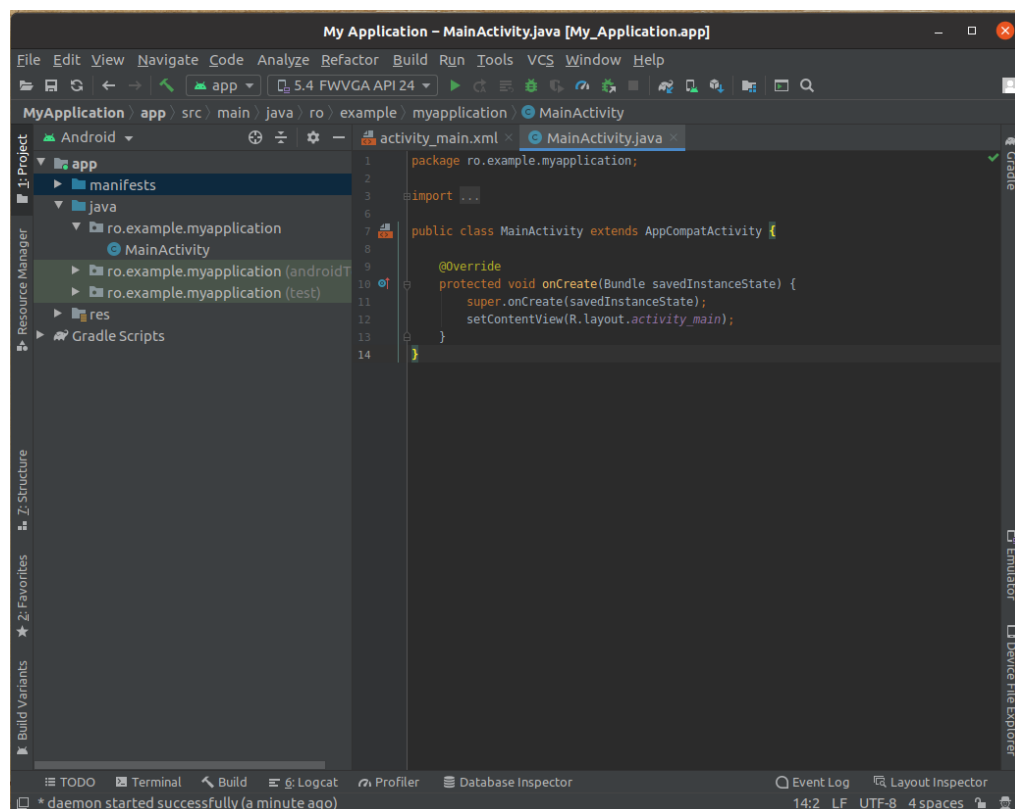 My Application – MainActivity.java [My_Application.app]
File Edit View Navigate Code Analyze Refactor Build Run Tools VCS Window Help
app 5.4 FWVGA API 24
MyApplication app src main java ro example myapplication MainActivity
Android
activity_main.xml MainActivity.java
1: Project
Resource Manager
Z: Structure
2: Favorites
Build Variants
app
manifests
java
ro.example.myapplication
MainActivity
ro.example.myapplication (androidT
ro.example.myapplication (test)
res
Gradle Scripts
1 package ro.example.myapplication;
2
3 import ...
6
7 public class MainActivity extends AppCompatActivity {
8
9 @Override
10 protected void onCreate(Bundle savedInstanceState) {
11 super.onCreate(savedInstanceState);
12 setContentView(R.layout.activity_main);
13 }
14 }
Gradle
Emulator
Device File Explorer
TODO Terminal Build 6: Logcat Profiler Database Inspector Event Log Layout Inspector
* daemon started successfully (a minute ago) 14:2 LF UTF-8 4 spaces